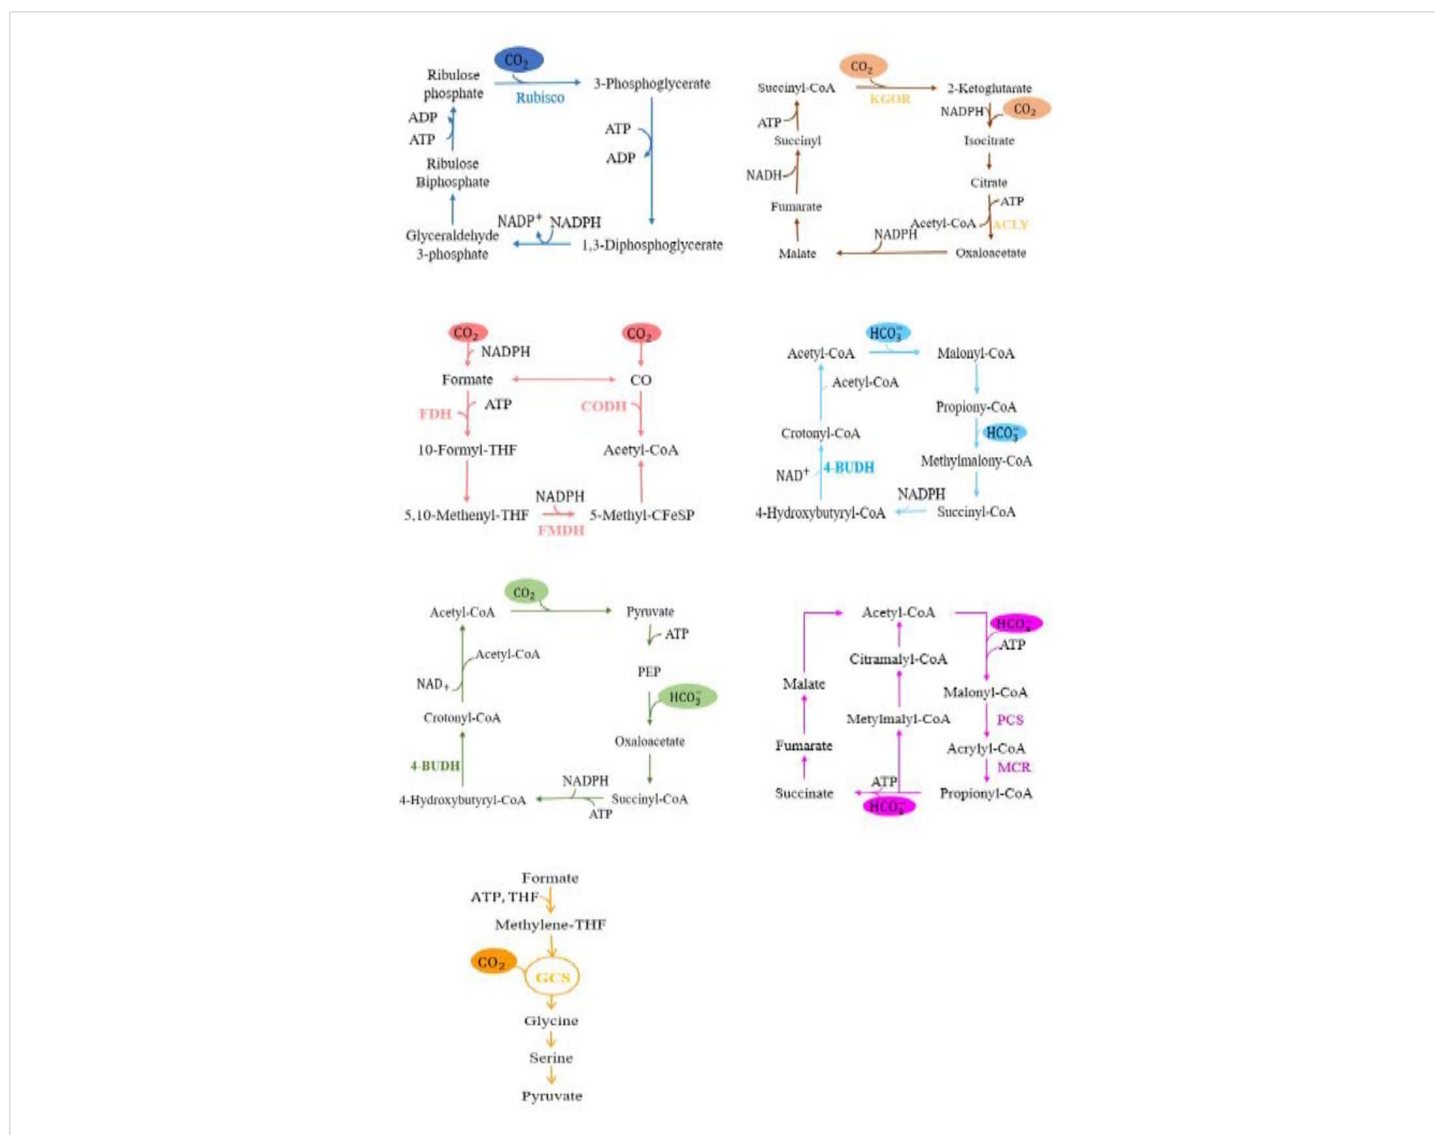 CO2
Ribulose
phosphate
3-Phosphoglycerate
Rubisco
ADP
ATP
ATP
ADP
Ribulose
Biphosphate
NADP+
NADPH
Glyceraldehyde
3-phosphate
1,3-Diphosphoglycerate
CO2
Succinyl-CoA
2-Ketoglutarate
KGOR
NADPH
CO2
ATP
Succinyl
Isocitrate
NADH
Citrate
ATP
Fumarate
Acetyl-CoA
ACLY
NADPH
Malate
Oxaloacetate
CO2
CO2
NADPH
Formate
CO
ATP
FDH
CODH
10-Formyl-THF
Acetyl-CoA
NADPH
5,10-Methenyl-THF
5-Methyl-CFeSP
FMDH
HCO3−
Acetyl-CoA
Malonyl-CoA
Acetyl-CoA
Propiony-CoA
Crotonyl-CoA
HCO3−
NAD+
4-BUDH
Methylmalony-CoA
NADPH
4-Hydroxybutyryl-CoA
Succinyl-CoA
CO2
Acetyl-CoA
Pyruvate
ATP
Acetyl-CoA
PEP
NAD+
HCO3−
Crotonyl-CoA
Oxaloacetate
4-BUDH
NADPH
4-Hydroxybutyryl-CoA
Succinyl-CoA
ATP
Acetyl-CoA
HCO3−
ATP
Citramalyl-CoA
Malate
Malonyl-CoA
Metylmalyl-CoA
PCS
Fumarate
Acrylyl-CoA
MCR
ATP
Succinate
Propionyl-CoA
HCO3−
Formate
ATP, THF
Methylene-THF
CO2
GCS
Glycine
Serine
Pyruvate